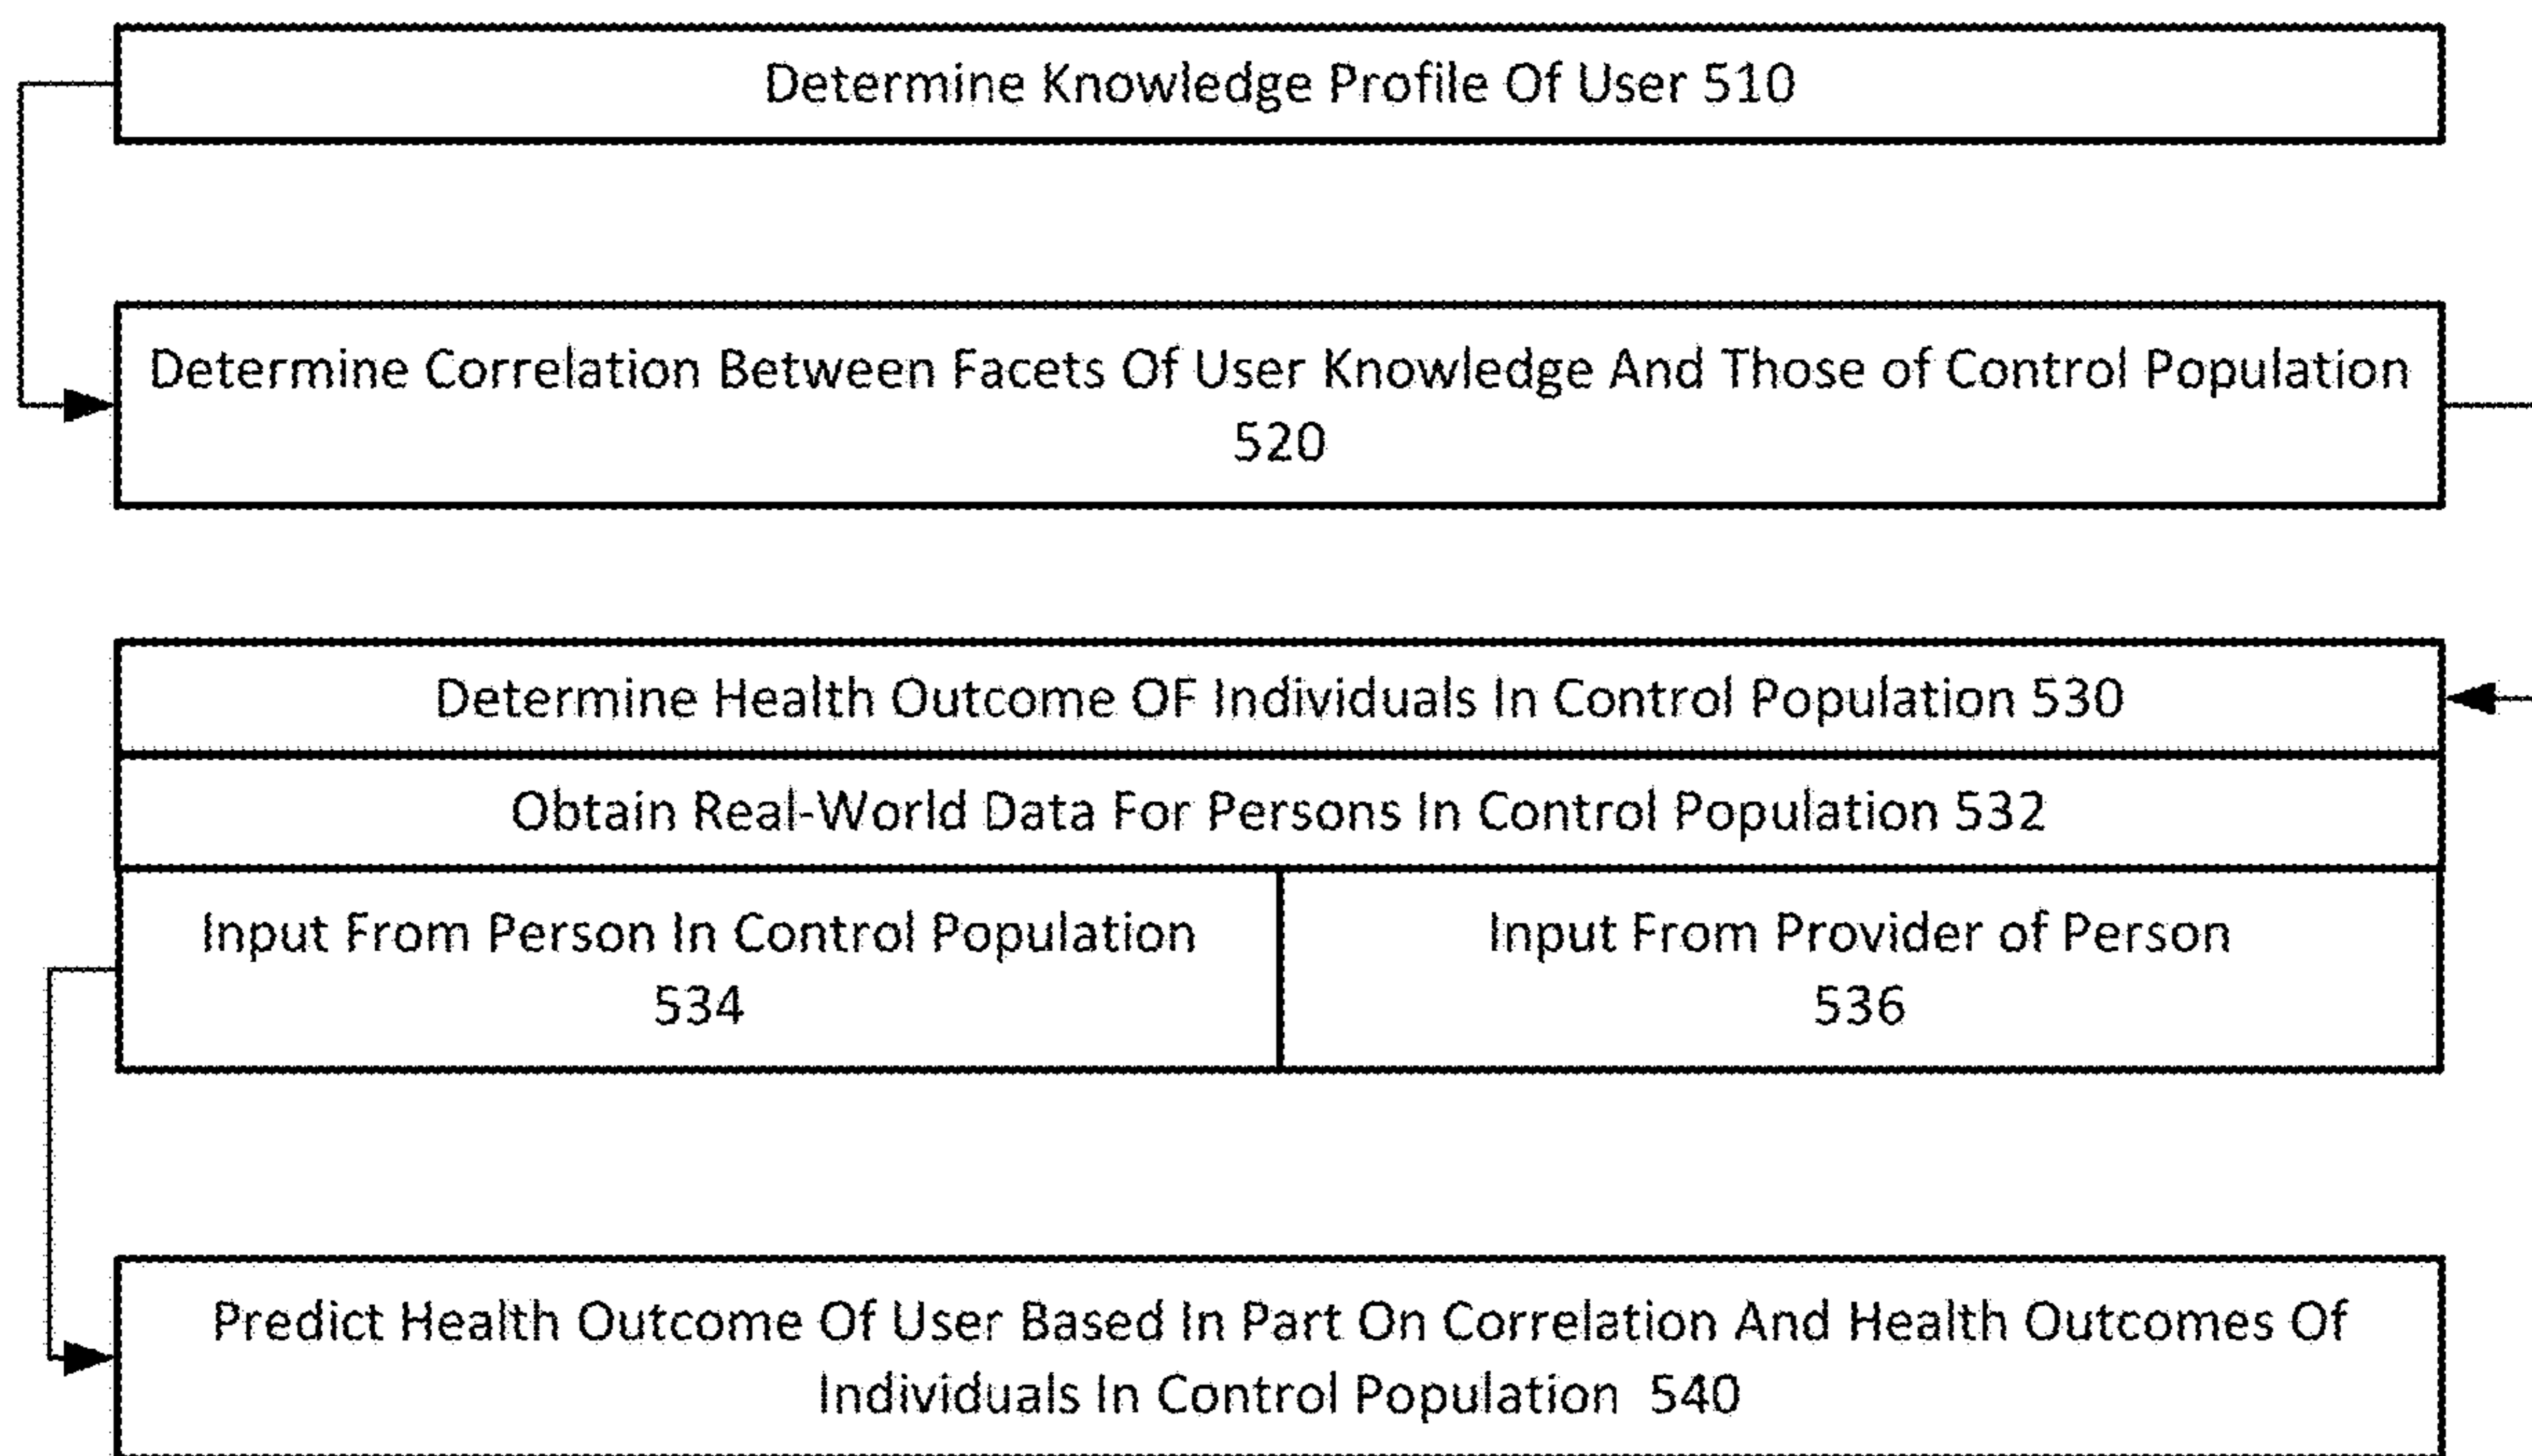 Determine Knowledge Profile Of User 510
Determine Correlation Between Facets Of User Knowledge And Those of Control Population
520
Determine Health Outcome OF Individuals In Control Population 530
Obtain Real-World Data For Persons In Control Population 532
Input From Person In Control Population
534
Input From Provider of Person
536
Predict Health Outcome Of User Based In Part On Correlation And Health Outcomes Of
Individuals In Control Population 540